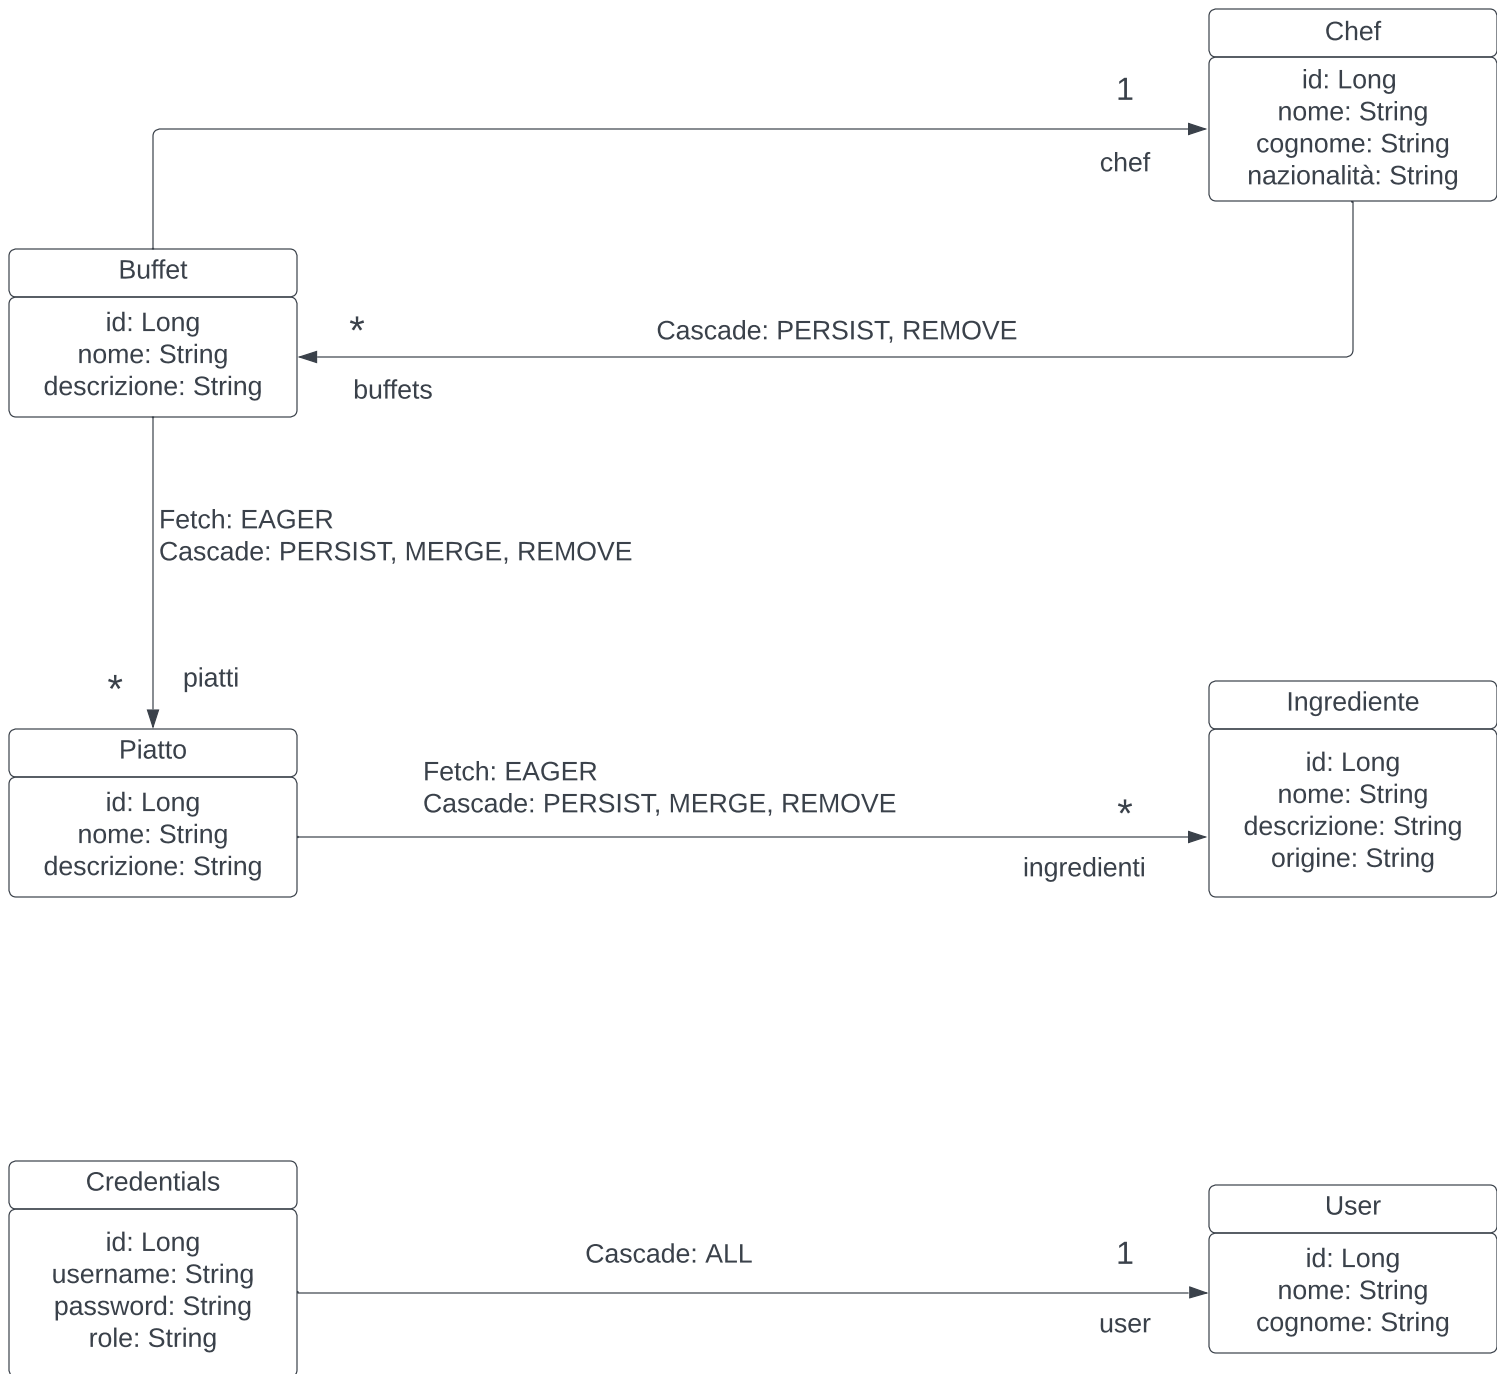 Chef
id: Long
nome: String
cognome: String
nazionalità: String
1
chef
Buffet
id: Long
nome: String
descrizione: String
*
Cascade: PERSIST, REMOVE
buffets
Fetch: EAGER
Cascade: PERSIST, MERGE, REMOVE
*
piatti
Piatto
id: Long
nome: String
descrizione: String
Fetch: EAGER
Cascade: PERSIST, MERGE, REMOVE
*
ingredienti
Ingrediente
id: Long
nome: String
descrizione: String
origine: String
Credentials
id: Long
username: String
password: String
role: String
Cascade: ALL
1
user
User
id: Long
nome: String
cognome: String